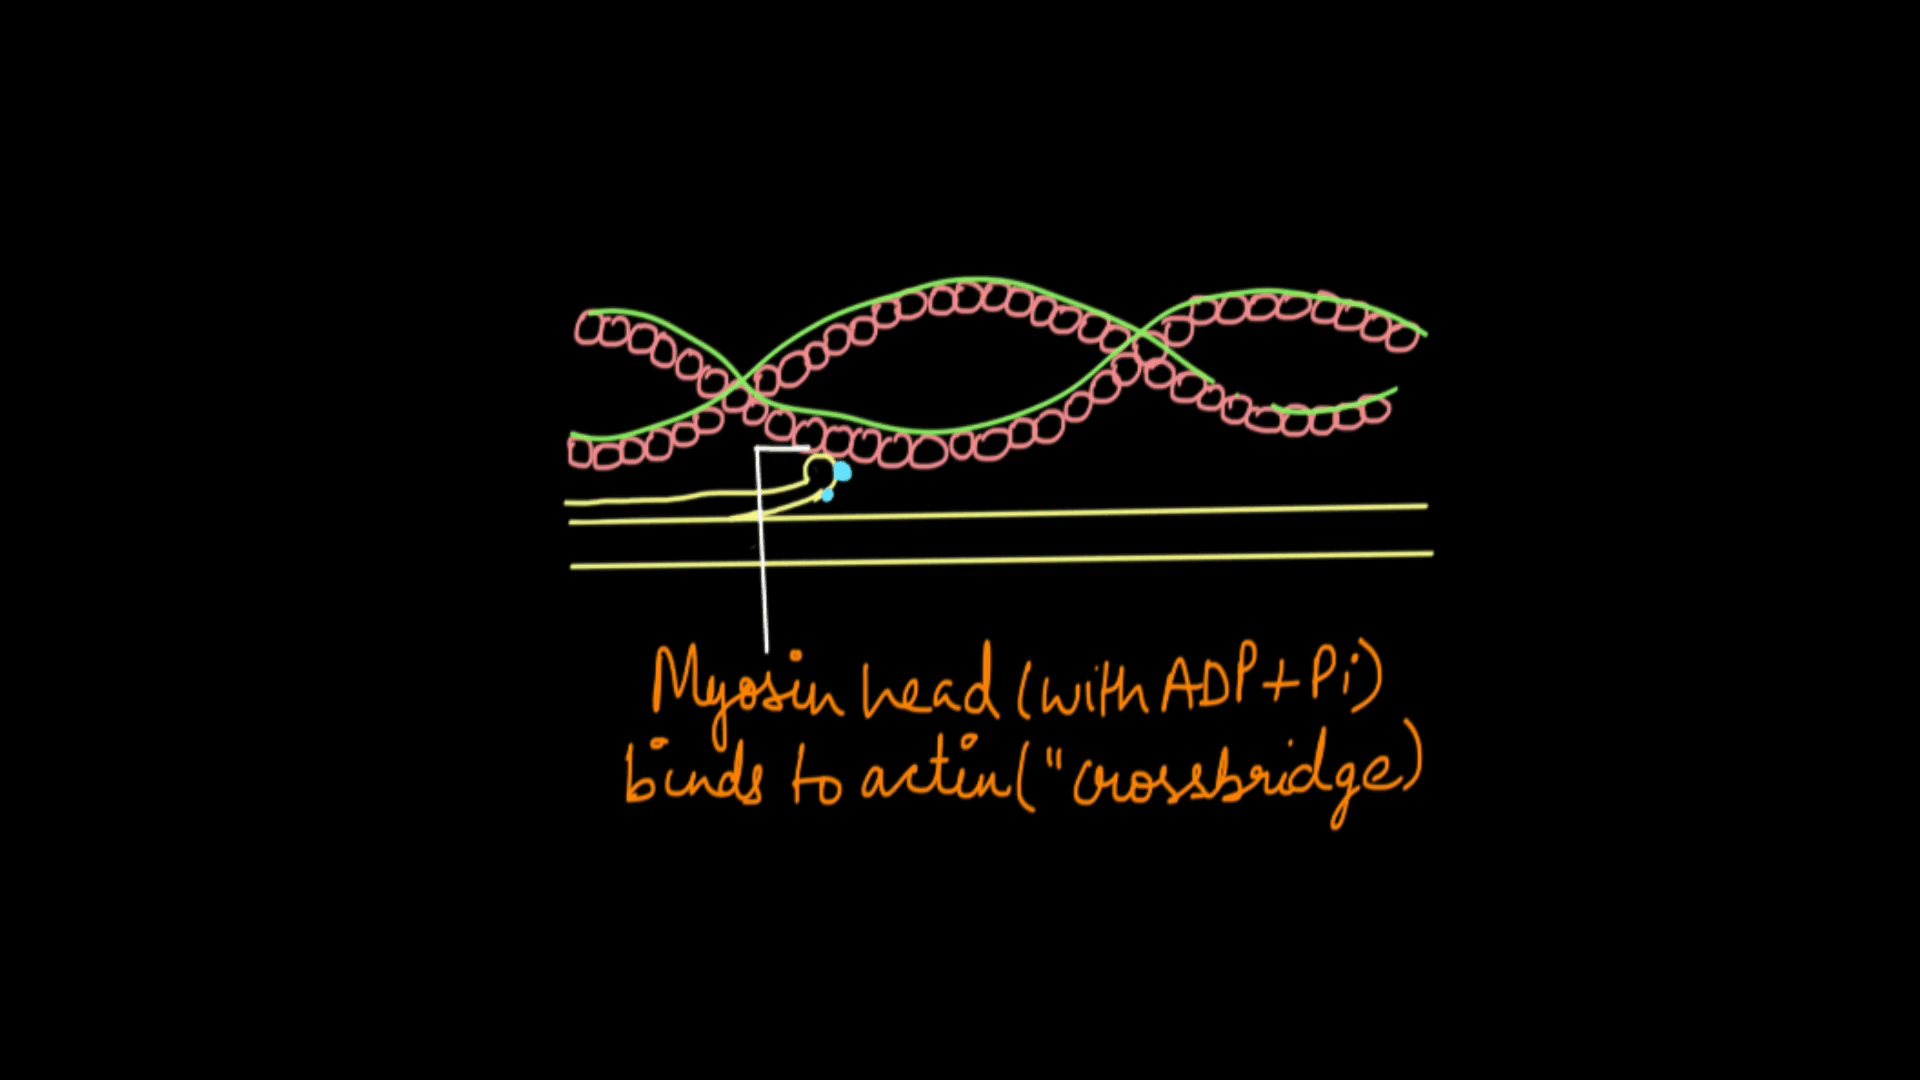 Myosin head (with ADP+Pi)
binds to actin ("crossbridge)